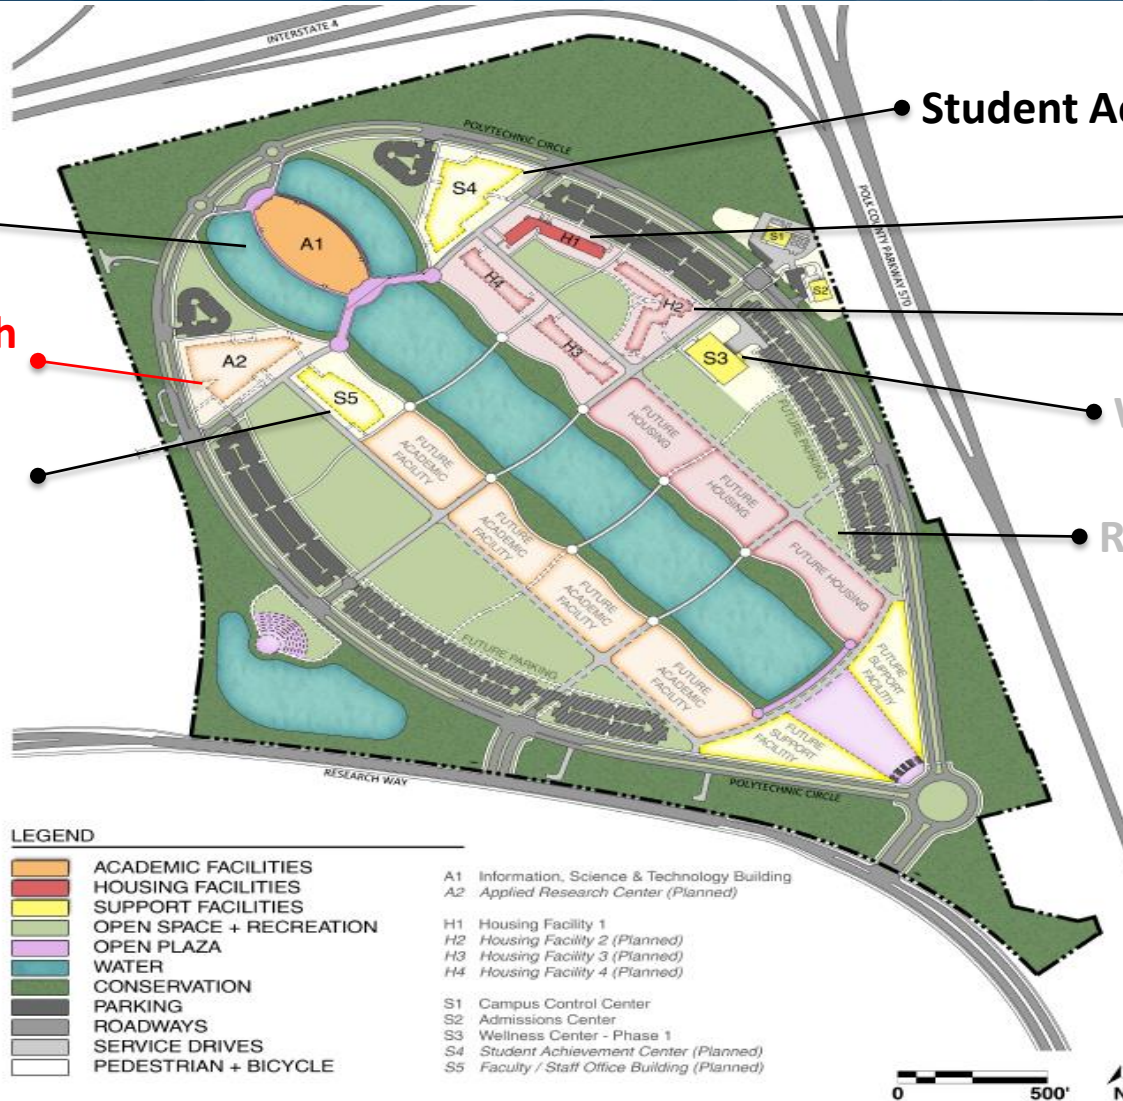 INTERSTATE 4
POLYTECHNIC CIRCLE
Student Ac
POLK COUNTY PARKWAY 570
S4
A1
H1
S1
H4
H2
S2
H3
A2
S3
S5
h
V
R
FUTURE
HOUSING
FUTURE
HOUSING
FUTURE HOUSING
FUTURE PARKING
FUTURE
ACADEMIC
FACILITY
FUTURE
ACADEMIC
FACILITY
FUTURE
ACADEMIC
FACILITY
FUTURE
ACADEMIC
FACILITY
FUTURE PARKING
FUTURE
SUPPORT
FACILITIY
FUTURE
SUPPORT
FACILITIY
RESEARCH WAY
POLYTECHNIC CIRCLE
LEGEND
ACADEMIC FACILITIES
HOUSING FACILITIES
SUPPORT FACILITIES
OPEN SPACE + RECREATION
OPEN PLAZA
WATER
CONSERVATION
PARKING
ROADWAYS
SERVICE DRIVES
PEDESTRIAN + BICYCLE
A1 Information, Science & Technology Building
A2 Applied Research Center (Planned)
H1 Housing Facility 1
H2 Housing Facility 2 (Planned)
H3 Housing Facility 3 (Planned)
H4 Housing Facility 4 (Planned)
S1 Campus Control Center
S2 Admissions Center
S3 Wellness Center - Phase 1
S4 Student Achievement Center (Planned)
S5 Faculty / Staff Office Building (Planned)
0 500' N